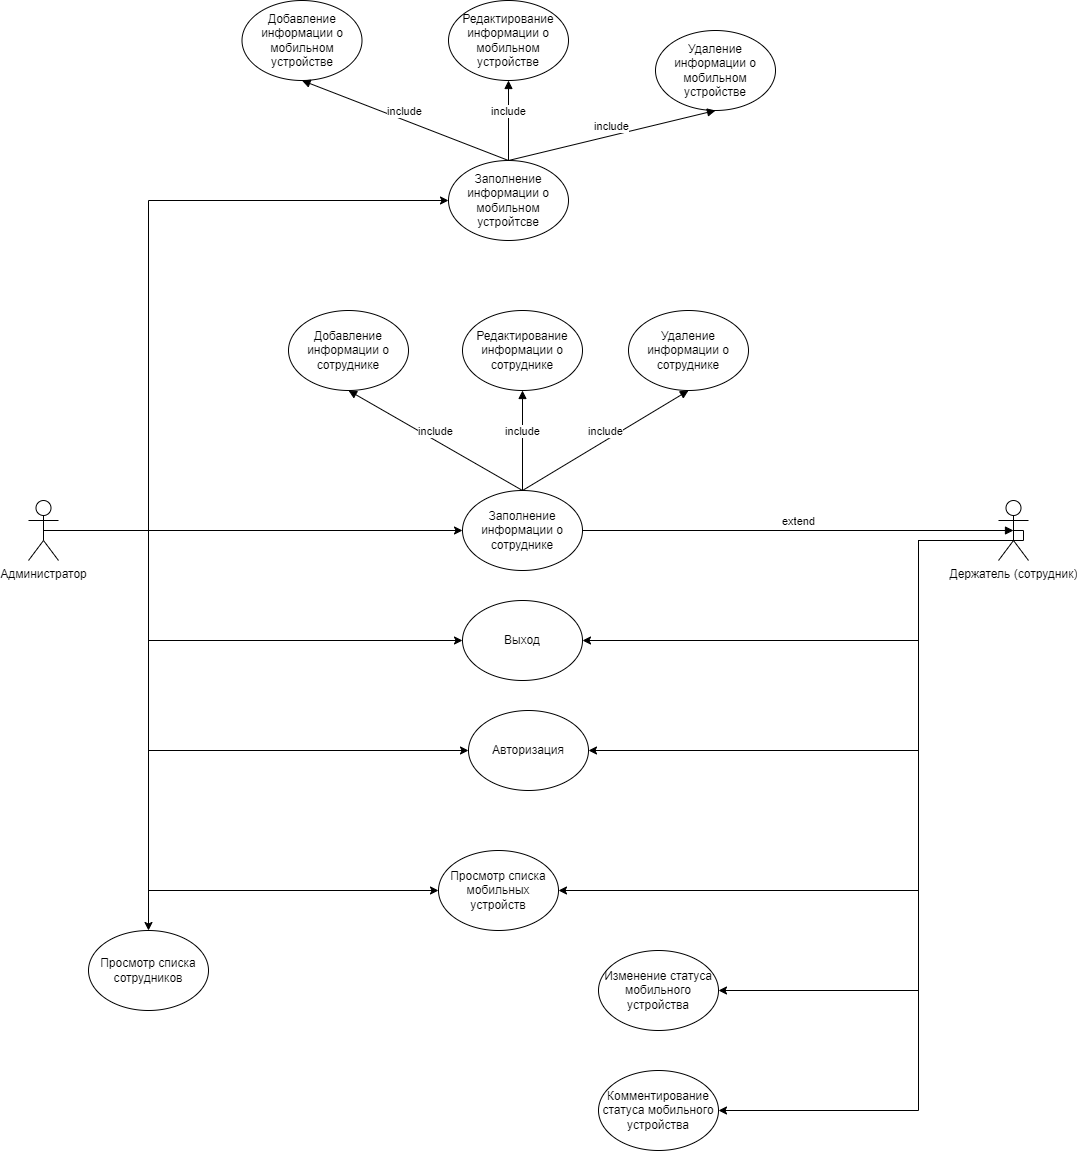 Добавление
информации о
мобильном
устройстве
Редактирование
информации о
мобильном
устройстве
Удаление
информации о
мобильном
устройстве
include
include
include
Заполнение
информации о
мобильном
устройтсве
Добавление
информации о
сотруднике
Редактирование
информации о
сотруднике
Удаление
информации о
сотруднике
include
include
include
Заполнение
информации о
сотруднике
extend
Администратор
Держатель (сотрудник)
Выход
Авторизация
Просмотр списка
мобильных
устройств
Просмотр списка
сотрудников
Изменение статуса
мобильного
устройства
Комментирование
статуса мобильного
устройства